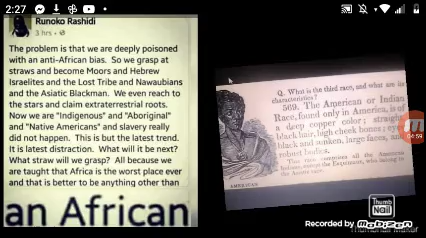 2:27
Runoko Rashidi
3 hrs •
The problem is that we are deeply poisoned
with an anti-African bias. So we grasp at
straws and become Moors and Hebrew
Israelites and the Lost Tribe and Nawaubians
and the Asiatic Blackman. We even reach to
the stars and claim extraterrestrial roots.
Now we are "Indigenous" and "Aboriginal"
and "Native Americans" and slavery really
did not happen. This is but the latest trend.
It is latest distraction. What will it be next?
What straw will we grasp? All because we
are taught that Africa is the worst place ever
and that is better to be anything other than
an African
Q. What is the third race, and what are its
characteristics?
569. The American or Indian
Race, found only in America, is of
a deep copper color; straight
black hair, high cheek bones; eyes
black and sunken, large faces, and
robust bodies.
This race comprises all the American
Indians, except the Esquimaux, who belong to
AMERICAN
04:59
Thumb
Nail
Recorded by Mobizen